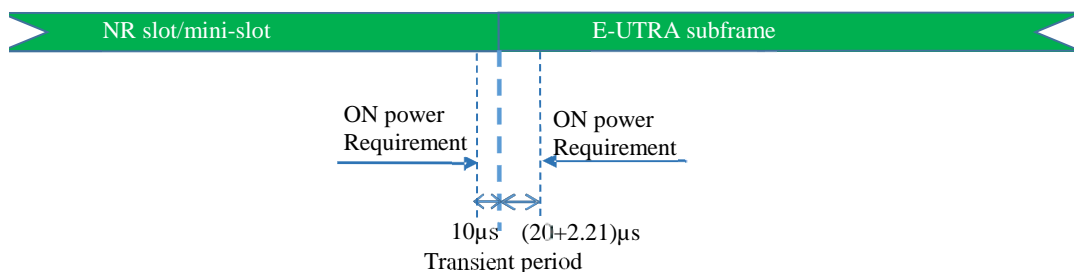 NR slot/mini-slot
E-UTRA subframe
ON power
Requirement
ON power
Requirement
10µs
(20+2.21)µs
Transient period